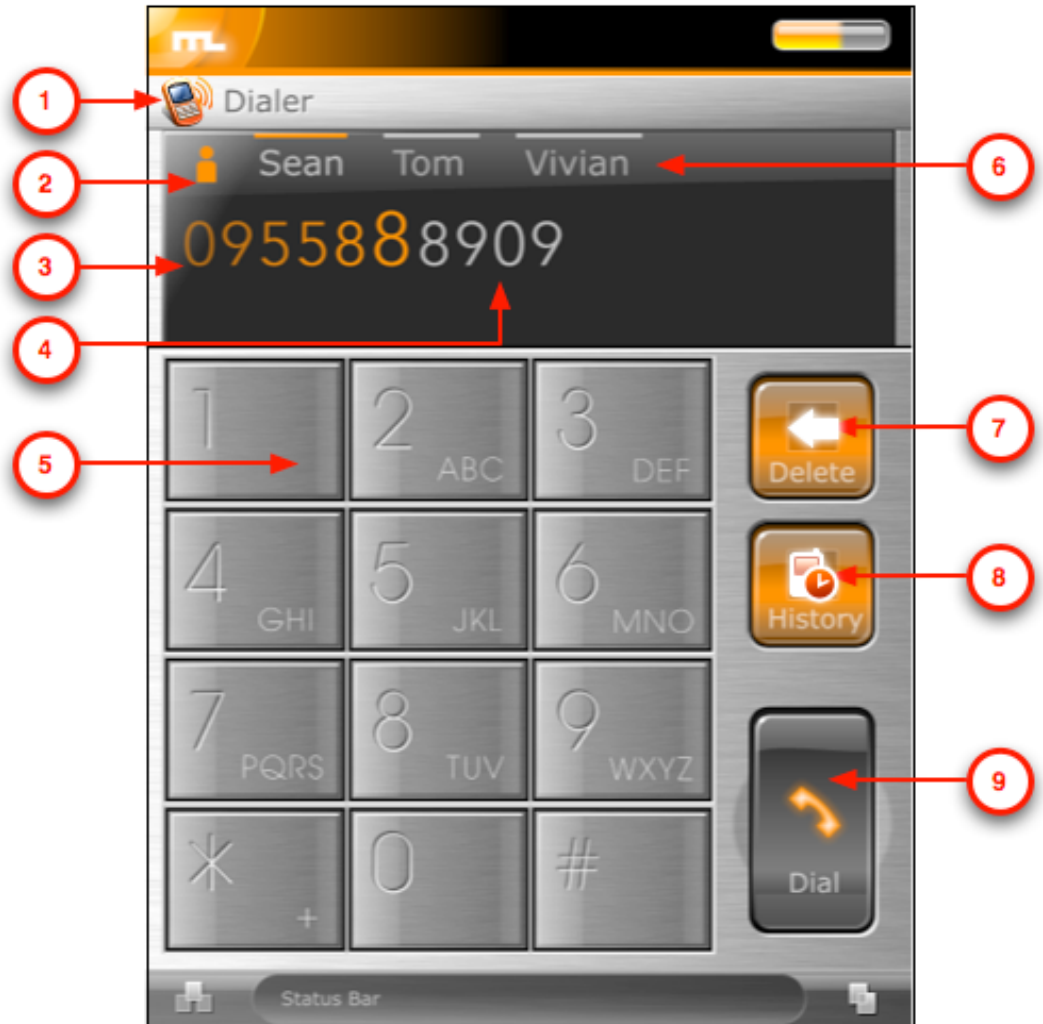 mL
1
Dialer
2
Sean Tom Vivian
6
3
0955888909
4
5
1
2 ABC
3 DEF
Delete
7
4 GHI
5 JKL
6 MNO
History
8
7 PQRS
8 TUV
9 WXYZ
9
* +
0
#
Dial
Status Bar